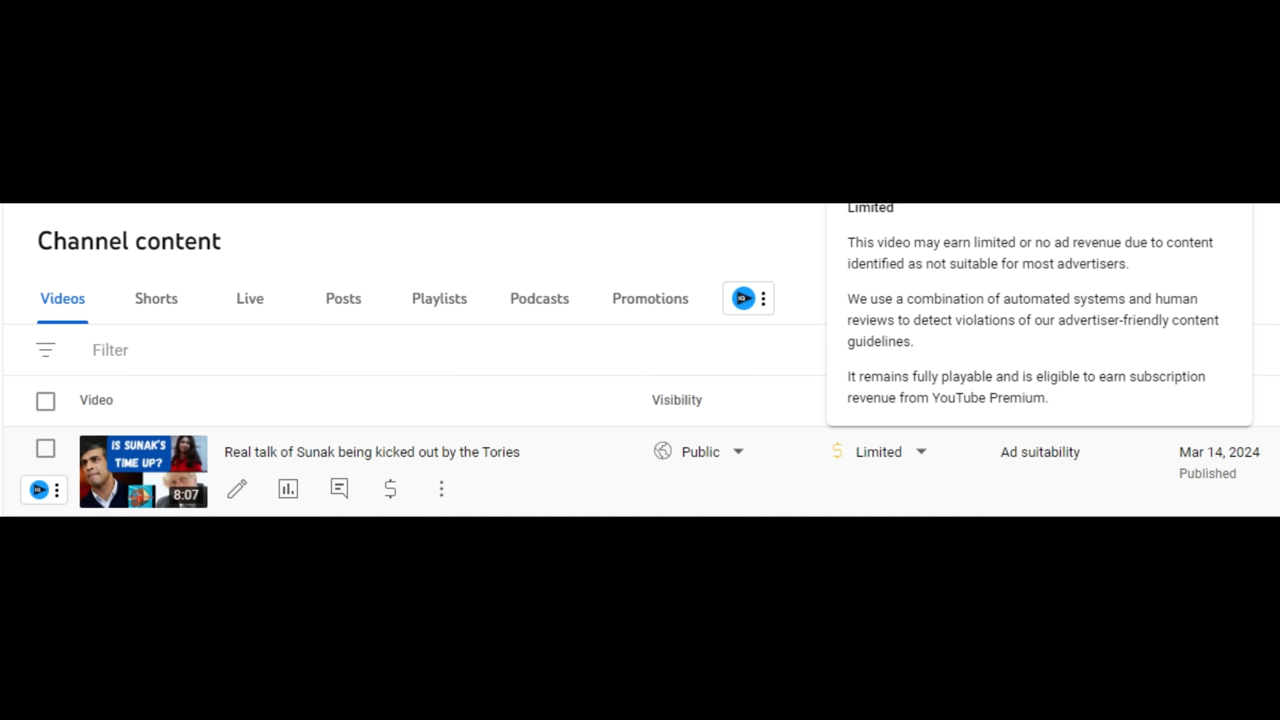 Limited
Channel content
This video may earn limited or no ad revenue due to content
identified as not suitable for most advertisers.
Videos Shorts Live Posts Playlists Podcasts Promotions
We use a combination of automated systems and human
reviews to detect violations of our advertiser-friendly content
guidelines.
Filter
It remains fully playable and is eligible to earn subscription
revenue from YouTube Premium.
Video Visibility
IS SUNAK'S
TIME UP?
8:07
Real talk of Sunak being kicked out by the Tories Public Limited Ad suitability Mar 14, 2024
Published